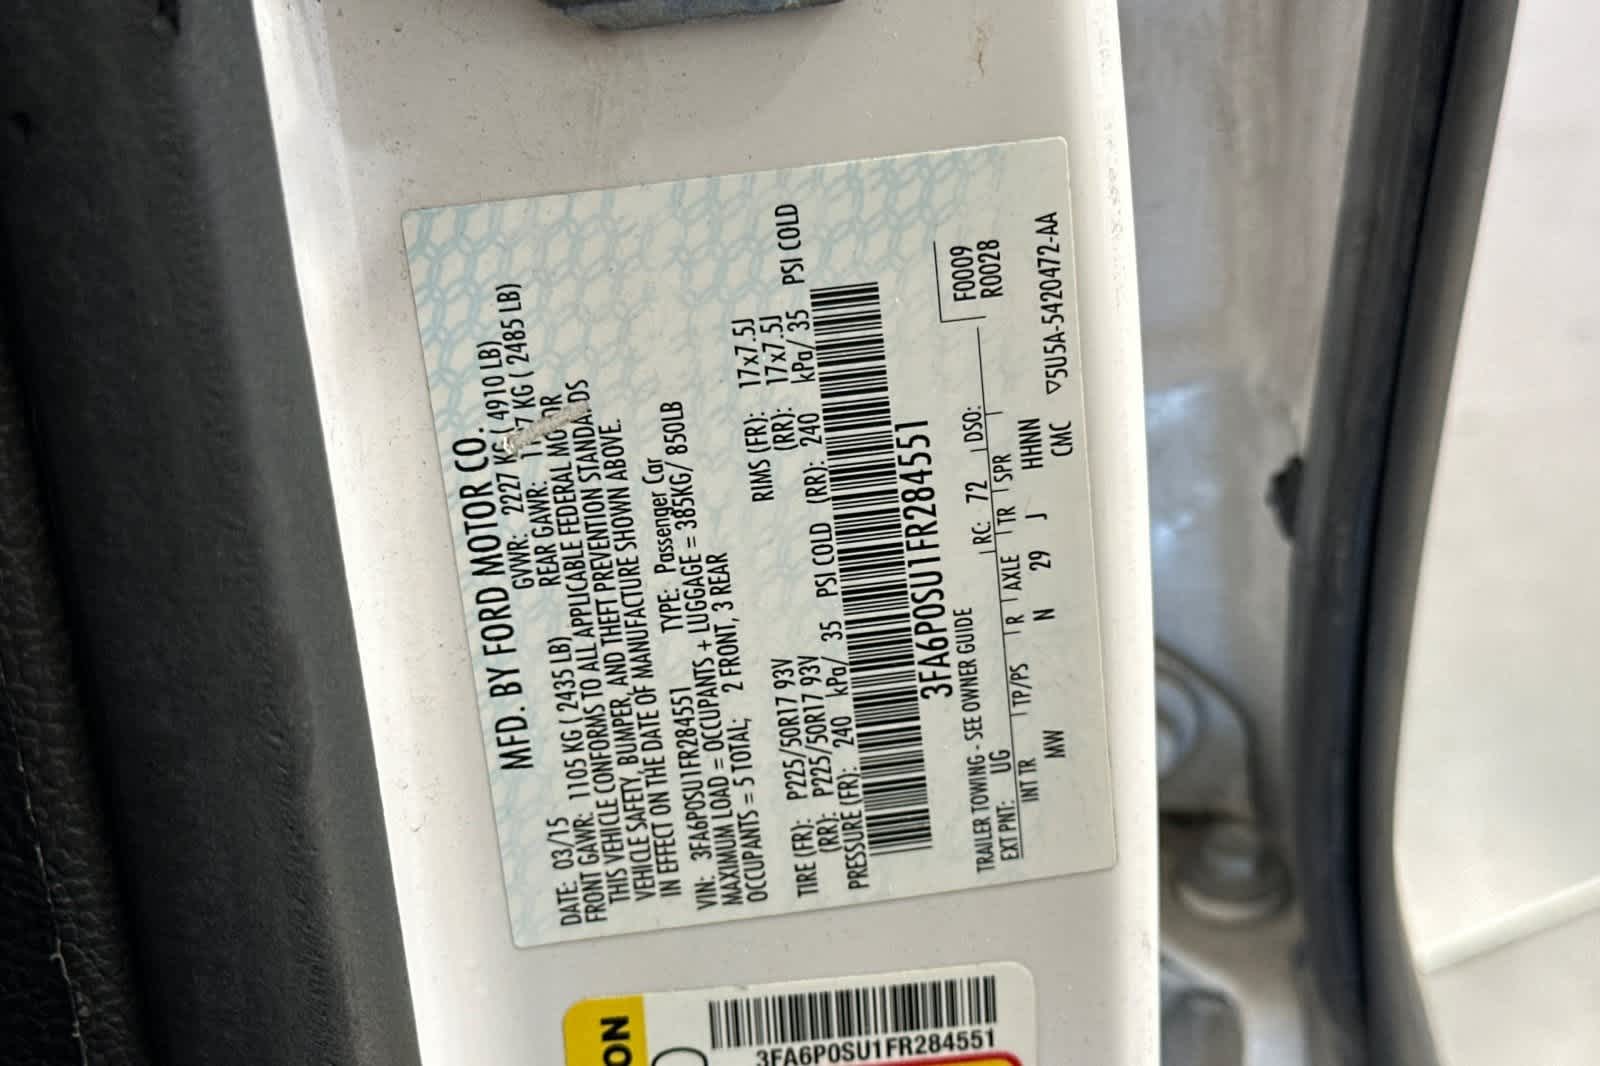 MFD. BY FORD MOTOR CO.
DATE: 03/15 GVWR: 2227 KG ( 4910 LB)
FRONT GAWR: 1105 KG ( 2435 LB) REAR GAWR: KG ( 2485 LB)
THIS VEHICLE CONFORMS TO ALL APPLICABLE FEDERAL MOTOR
VEHICLE SAFETY, BUMPER, AND THEFT PREVENTION STANDARDS
IN EFFECT ON THE DATE OF MANUFACTURE SHOWN ABOVE.
VIN: 3FA6P0SU1FR284551 TYPE: Passenger Car
MAXIMUM LOAD = OCCUPANTS + LUGGAGE = 385KG/ 850LB
OCCUPANTS = 5 TOTAL; 2 FRONT, 3 REAR
TIRE (FR): P225/50R17 93V RIMS (FR): 17x7.5J
(RR): P225/50R17 93V (RR): 17x7.5J
PRESSURE (FR): 240 kPa/ 35 PSI COLD (RR): 240 kPa/ 35 PSI COLD
3FA6P0SU1FR284551
TRAILER TOWING - SEE OWNER GUIDE F0009
EXT PNT: UG RC: 72 DSO: R0028
INT TR TP/PS R AXLE TR SPR
MW N 29 J HHNN
CMC ▽5U5A-5420472-AA
ON
3FA6P0SU1FR284551